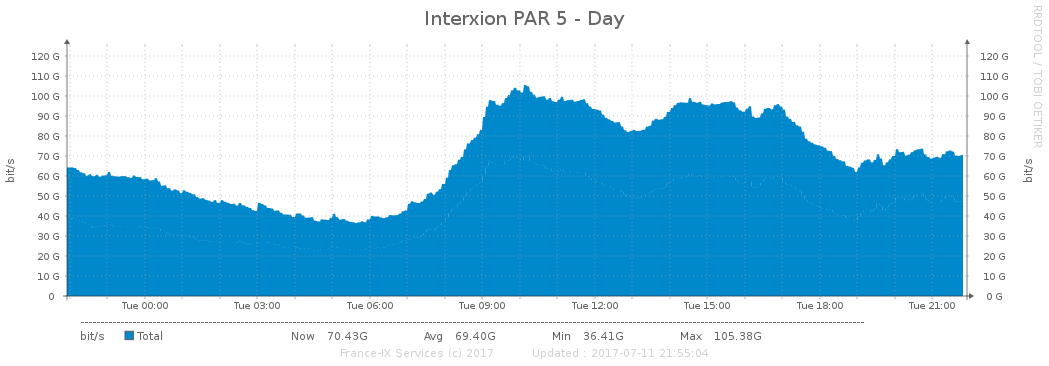 Interxion PAR 5 - Day
RRDTOOL / TOBI OETIKER
bit/s
120 G
110 G
100 G
90 G
80 G
70 G
60 G
50 G
40 G
30 G
20 G
10 G
0
120 G
110 G
100 G
90 G
80 G
70 G
60 G
50 G
40 G
30 G
20 G
10 G
0 G
bit/s
Tue 00:00 Tue 03:00 Tue 06:00 Tue 09:00 Tue 12:00 Tue 15:00 Tue 18:00 Tue 21:00
bit/s Total Now 70.43G Avg 69.40G Min 36.41G Max 105.38G
France-IX Services (c) 2017 Updated : 2017-07-11 21:55:04